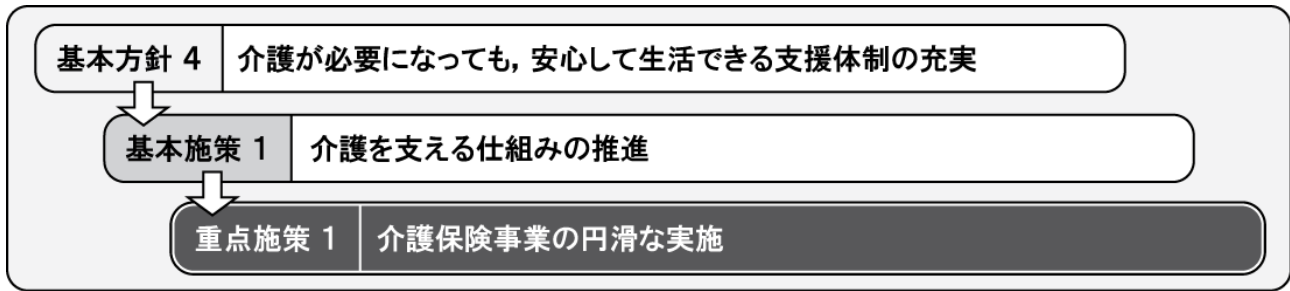 基本方針 4 介護が必要になっても，安心して生活できる支援体制の充実
基本施策 1 介護を支える仕組みの推進
重点施策 1 介護保険事業の円滑な実施